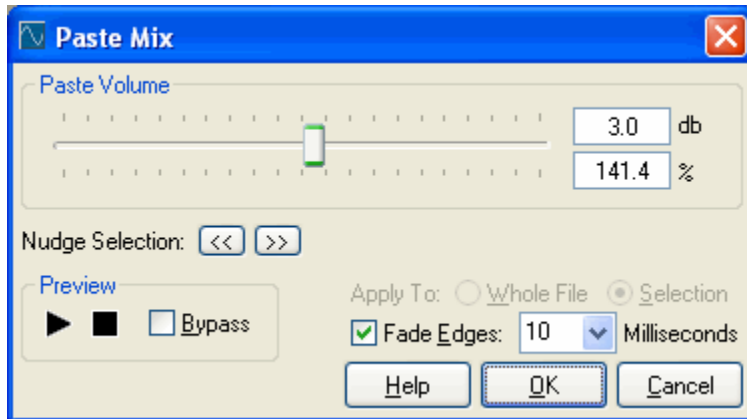 Paste Mix
Paste Volume
3.0 db
141.4 %
Nudge Selection: << >>
Preview
Bypass
Apply To: Whole File Selection
Fade Edges: 10 Milliseconds
Help OK Cancel